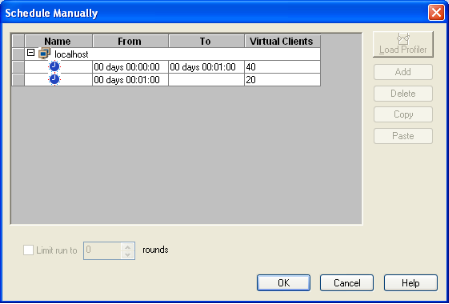 Schedule Manually
Name From To Virtual Clients
localhost
00 days 00:00:00 00 days 00:01:00 40
00 days 00:01:00 20
Load Profiler
Add
Delete
Copy
Paste
Limit run to 0 rounds
OK Cancel Help